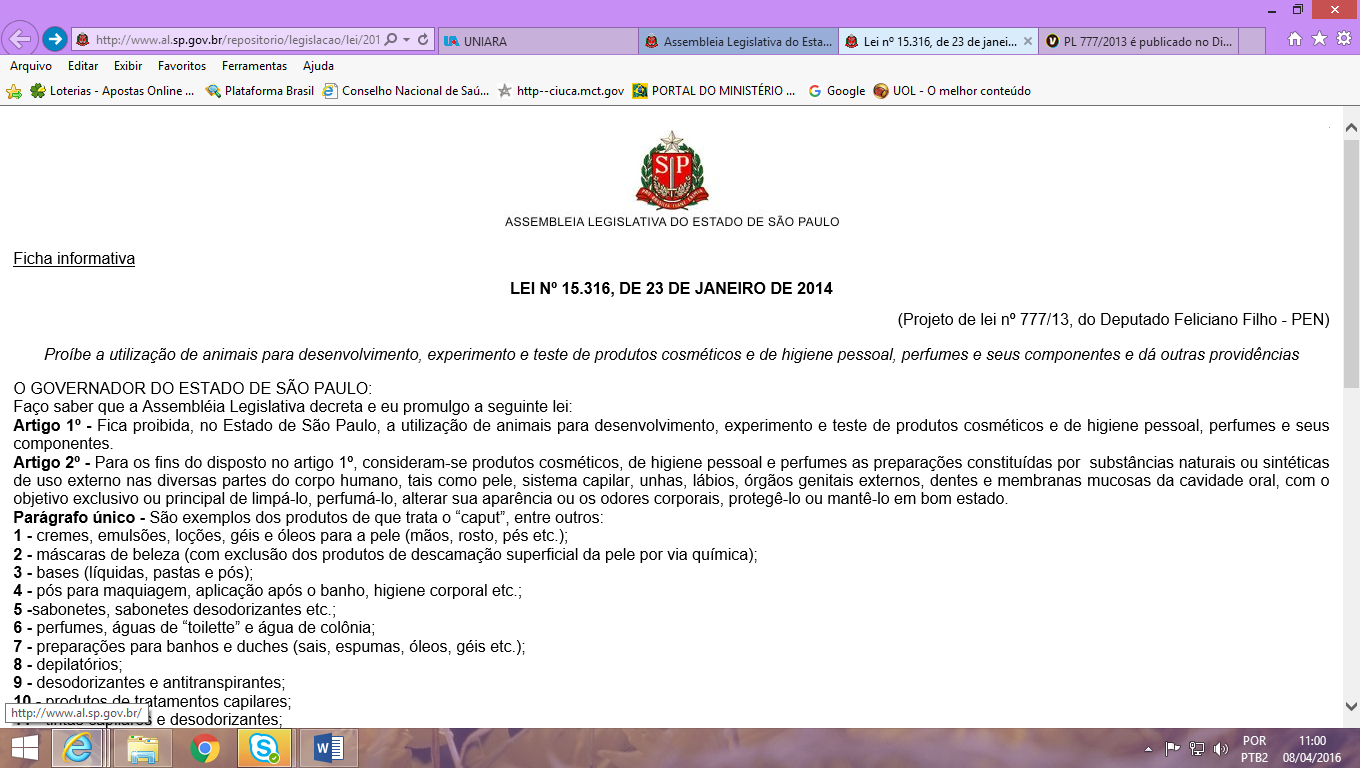 http://www.al.sp.gov.br/repositorio/legislacao/lei/201
UNIARA
Assembleia Legislativa do Esta...
Lei nº 15.316, de 23 de janei...
PL 777/2013 é publicado no Di...
Arquivo Editar Exibir Favoritos Ferramentas Ajuda
Loterias - Apostas Online ... Plataforma Brasil Conselho Nacional de Saú... http--ciuca.mct.gov PORTAL DO MINISTÉRIO ... Google UOL - O melhor conteúdo
SP
ASSEMBLEIA LEGISLATIVA DO ESTADO DE SÃO PAULO
Ficha informativa
LEI Nº 15.316, DE 23 DE JANEIRO DE 2014
(Projeto de lei nº 777/13, do Deputado Feliciano Filho - PEN)
Proíbe a utilização de animais para desenvolvimento, experimento e teste de produtos cosméticos e de higiene pessoal, perfumes e seus componentes e dá outras providências
O GOVERNADOR DO ESTADO DE SÃO PAULO:
Faço saber que a Assembléia Legislativa decreta e eu promulgo a seguinte lei:
Artigo 1º - Fica proibida, no Estado de São Paulo, a utilização de animais para desenvolvimento, experimento e teste de produtos cosméticos e de higiene pessoal, perfumes e seus
componentes.
Artigo 2º - Para os fins do disposto no artigo 1º, consideram-se produtos cosméticos, de higiene pessoal e perfumes as preparações constituídas por substâncias naturais ou sintéticas
de uso externo nas diversas partes do corpo humano, tais como pele, sistema capilar, unhas, lábios, órgãos genitais externos, dentes e membranas mucosas da cavidade oral, com o
objetivo exclusivo ou principal de limpá-lo, perfumá-lo, alterar sua aparência ou os odores corporais, protegê-lo ou mantê-lo em bom estado.
Parágrafo único - São exemplos dos produtos de que trata o “caput”, entre outros:
1 - cremes, emulsões, loções, géis e óleos para a pele (mãos, rosto, pés etc.);
2 - máscaras de beleza (com exclusão dos produtos de descamação superficial da pele por via química);
3 - bases (líquidas, pastas e pós);
4 - pós para maquiagem, aplicação após o banho, higiene corporal etc.;
5 -sabonetes, sabonetes desodorizantes etc.;
6 - perfumes, águas de “toilette” e água de colônia;
7 - preparações para banhos e duches (sais, espumas, óleos, géis etc.);
8 - depilatórios;
9 - desodorizantes e antitranspirantes;
10 - produtos de tratamentos capilares;
http://www.al.sp.gov.br/
e desodorizantes;
POR
PTB2
11:00
08/04/2016